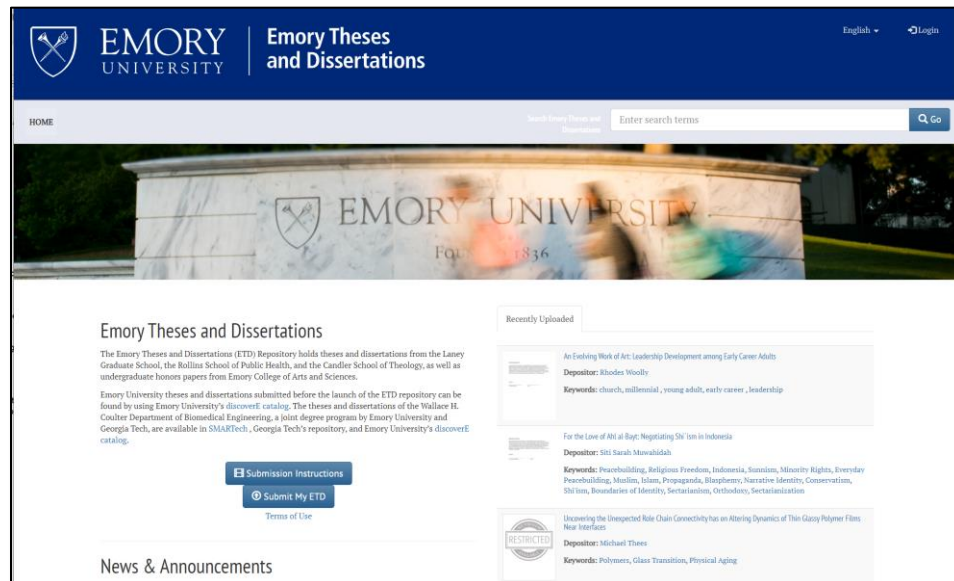 EMORY
UNIVERSITY
Emory Theses
and Dissertations
English
Login
HOME
Search Emory Theses and
Dissertations
Enter search terms
Go
EMORY UNIVERSITY
1836
Emory Theses and Dissertations
The Emory Theses and Dissertations (ETD) Repository holds theses and dissertations from the Laney
Graduate School, the Rollins School of Public Health, and the Candler School of Theology, as well as
undergraduate honors papers from Emory College of Arts and Sciences.
Emory University theses and dissertations submitted before the launch of the ETD repository can be
found by using Emory University's discoverE catalog. The theses and dissertations of the Wallace H.
Coulter Department of Biomedical Engineering, a joint degree program by Emory University and
Georgia Tech, are available in SMARTech , Georgia Tech's repository, and Emory University's discoverE
catalog.
Submission Instructions
Submit My ETD
Terms of Use
News & Announcements
Recently Uploaded
An Evolving Work of Art: Leadership Development among Early Career Adults
Depositor: Rhodes Woolly
Keywords: church, millennial , young adult, early career , leadership
For the Love of Ahl al-Bayt: Negotiating Shi`ism in Indonesia
Depositor: Siti Sarah Muwahidah
Keywords: Peacebuilding, Religious Freedom, Indonesia, Sunnism, Minority Rights, Everyday
Peacebuilding, Muslim, Islam, Propaganda, Blasphemy, Narrative Identity, Conservatism,
Shi'ism, Boundaries of Identity, Sectarianism, Orthodoxy, Sectarianization
RESTRICTED
Uncovering the Unexpected Role Chain Connectivity has on Altering Dynamics of Thin Glassy Polymer Films
Near Interfaces
Depositor: Michael Thees
Keywords: Polymers, Glass Transition, Physical Aging